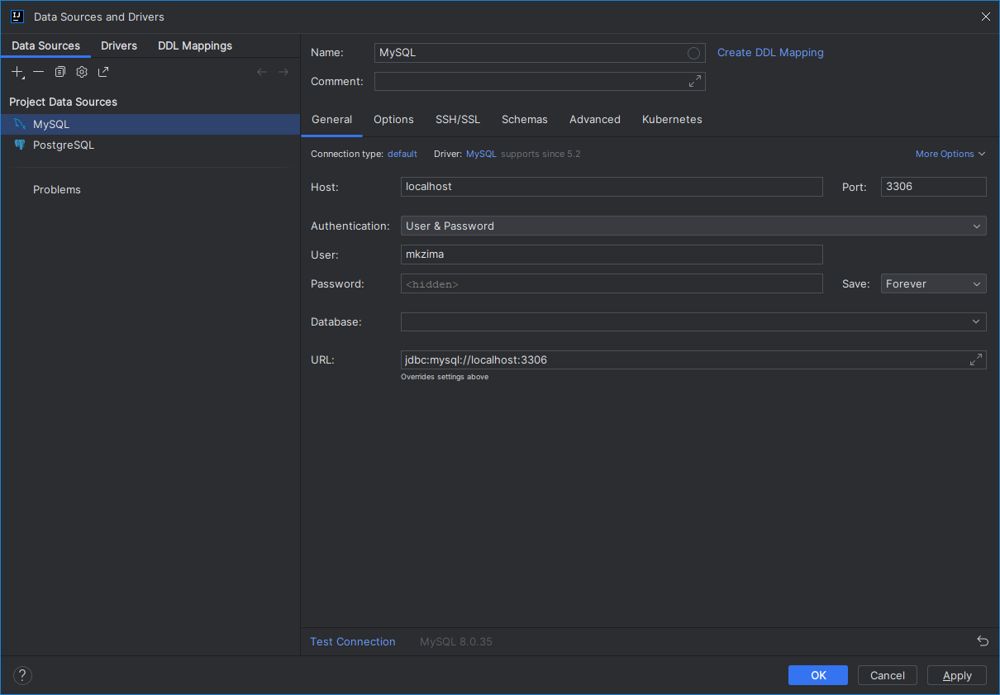 Data Sources and Drivers
Data Sources Drivers DDL Mappings
Project Data Sources
MySQL
PostgreSQL
Problems
Name: MySQL Create DDL Mapping
Comment:
General Options SSH/SSL Schemas Advanced Kubernetes
Connection type: default Driver: MySQL supports since 5.2 More Options
Host: localhost Port: 3306
Authentication: User & Password
User: mkzima
Password: <hidden> Save: Forever
Database:
URL: jdbc:mysql://localhost:3306
Overrides settings above
Test Connection MySQL 8.0.35
? OK Cancel Apply